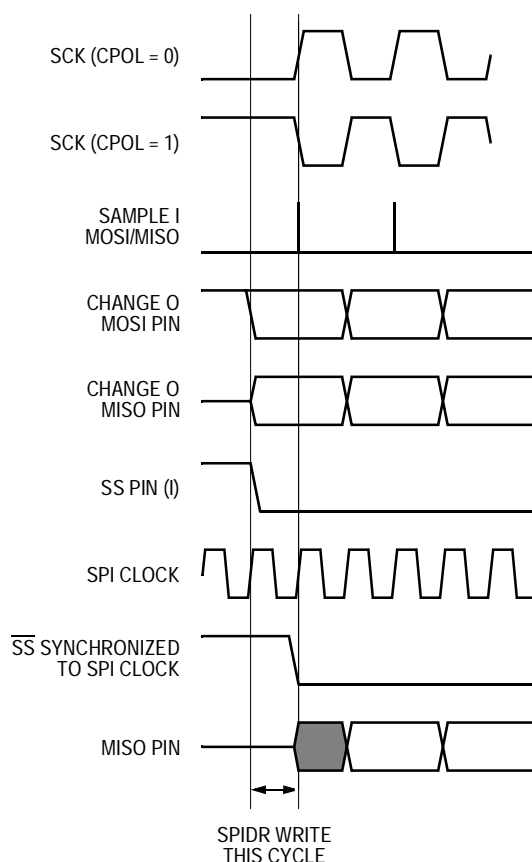 SCK (CPOL = 0)
SCK (CPOL = 1)
SAMPLE I
MOSI/MISO
CHANGE O
MOSI PIN
CHANGE O
MISO PIN
SS PIN (I)
SPI CLOCK
SS SYNCHRONIZED
TO SPI CLOCK
MISO PIN
SPIDR WRITE
THIS CYCLE